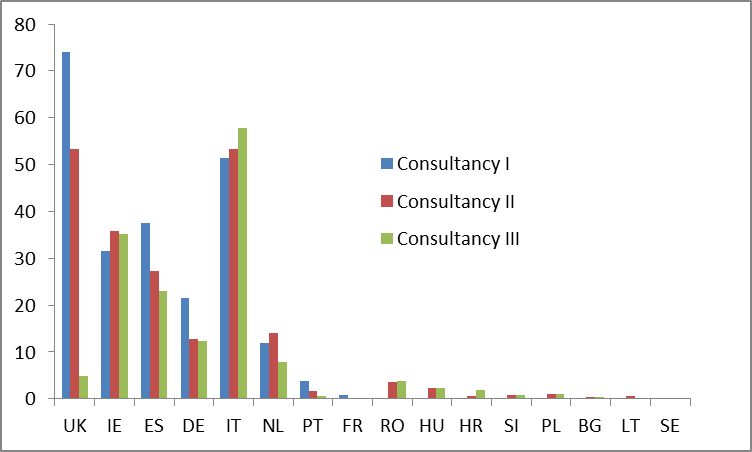 80
70
60
50
40
30
20
10
0
Consultancy I
Consultancy II
Consultancy III
UK IE ES DE IT NL PT FR RO HU HR SI PL BG LT SE